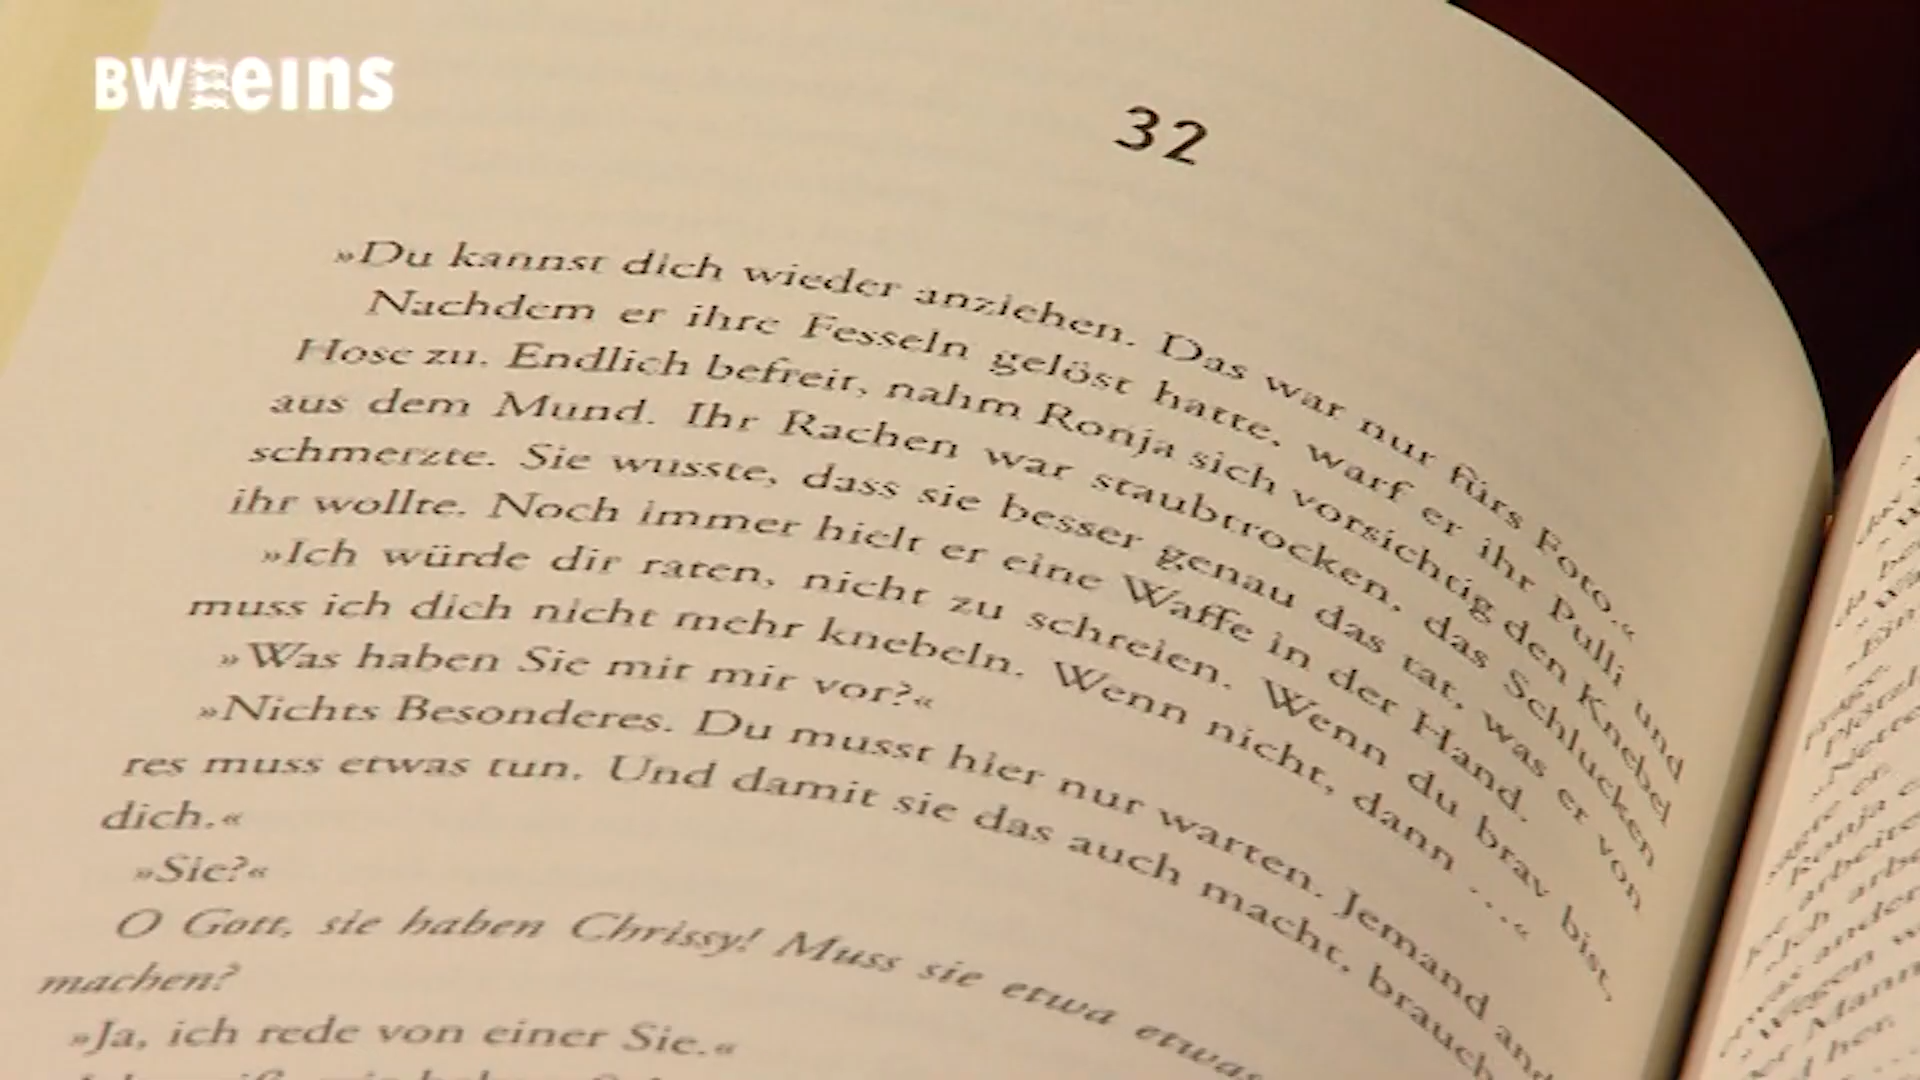 BW eins
32
»Du kannst dich wieder anziehen. Das war nur fürs Foto.«
Nachdem er ihre Fesseln gelöst hatte, warf er ihr Pulli und
Hose zu. Endlich befreit, nahm Ronja sich vorsichtig den Knebel
aus dem Mund. Ihr Rachen war staubtrocken, das Schlucken
schmerzte. Sie wusste, dass sie besser genau das tat, was er von
ihr wollte. Noch immer hielt er eine Waffe in der Hand.
»Ich würde dir raten, nicht zu schreien. Wenn du brav bist,
muss ich dich nicht mehr knebeln. Wenn nicht, dann . . .«
»Was haben Sie mit mir vor?«
»Nichts Besonderes. Du musst hier nur warten. Jemand ande
res muss etwas tun. Und damit sie das auch macht, brauch
dich.«
»Sie?«
O Gott, sie haben Chrissy! Muss sie etwa etwas
machen?
»Ja, ich rede von einer Sie.«